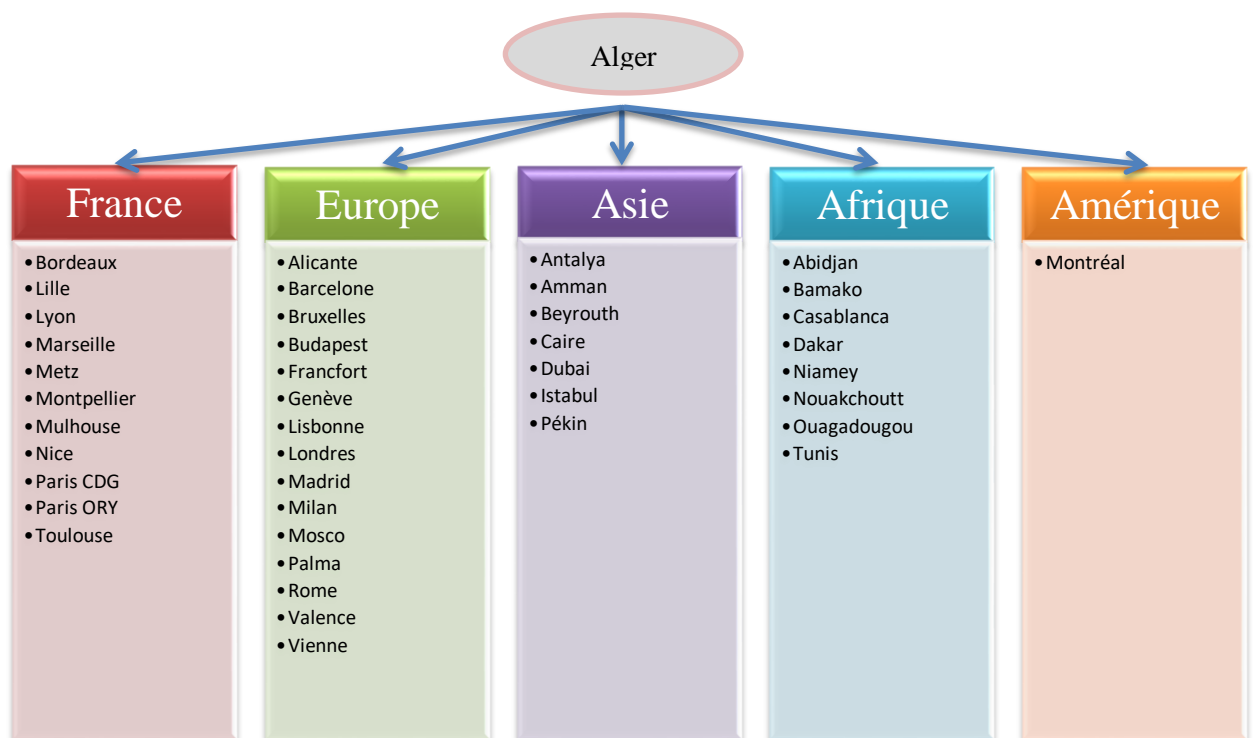 Alger
France
Bordeaux
Lille
Lyon
Marseille
Metz
Montpellier
Mulhouse
Nice
Paris CDG
Paris ORY
Toulouse
Europe
Alicante
Barcelone
Bruxelles
Budapest
Francfort
Genève
Lisbonne
Londres
Madrid
Milan
Mosco
Palma
Rome
Valence
Vienne
Asie
Antalya
Amman
Beyrouth
Caire
Dubai
Istabul
Pékin
Afrique
Abidjan
Bamako
Casablanca
Dakar
Niamey
Nouakchoutt
Ouagadougou
Tunis
Amérique
Montréal